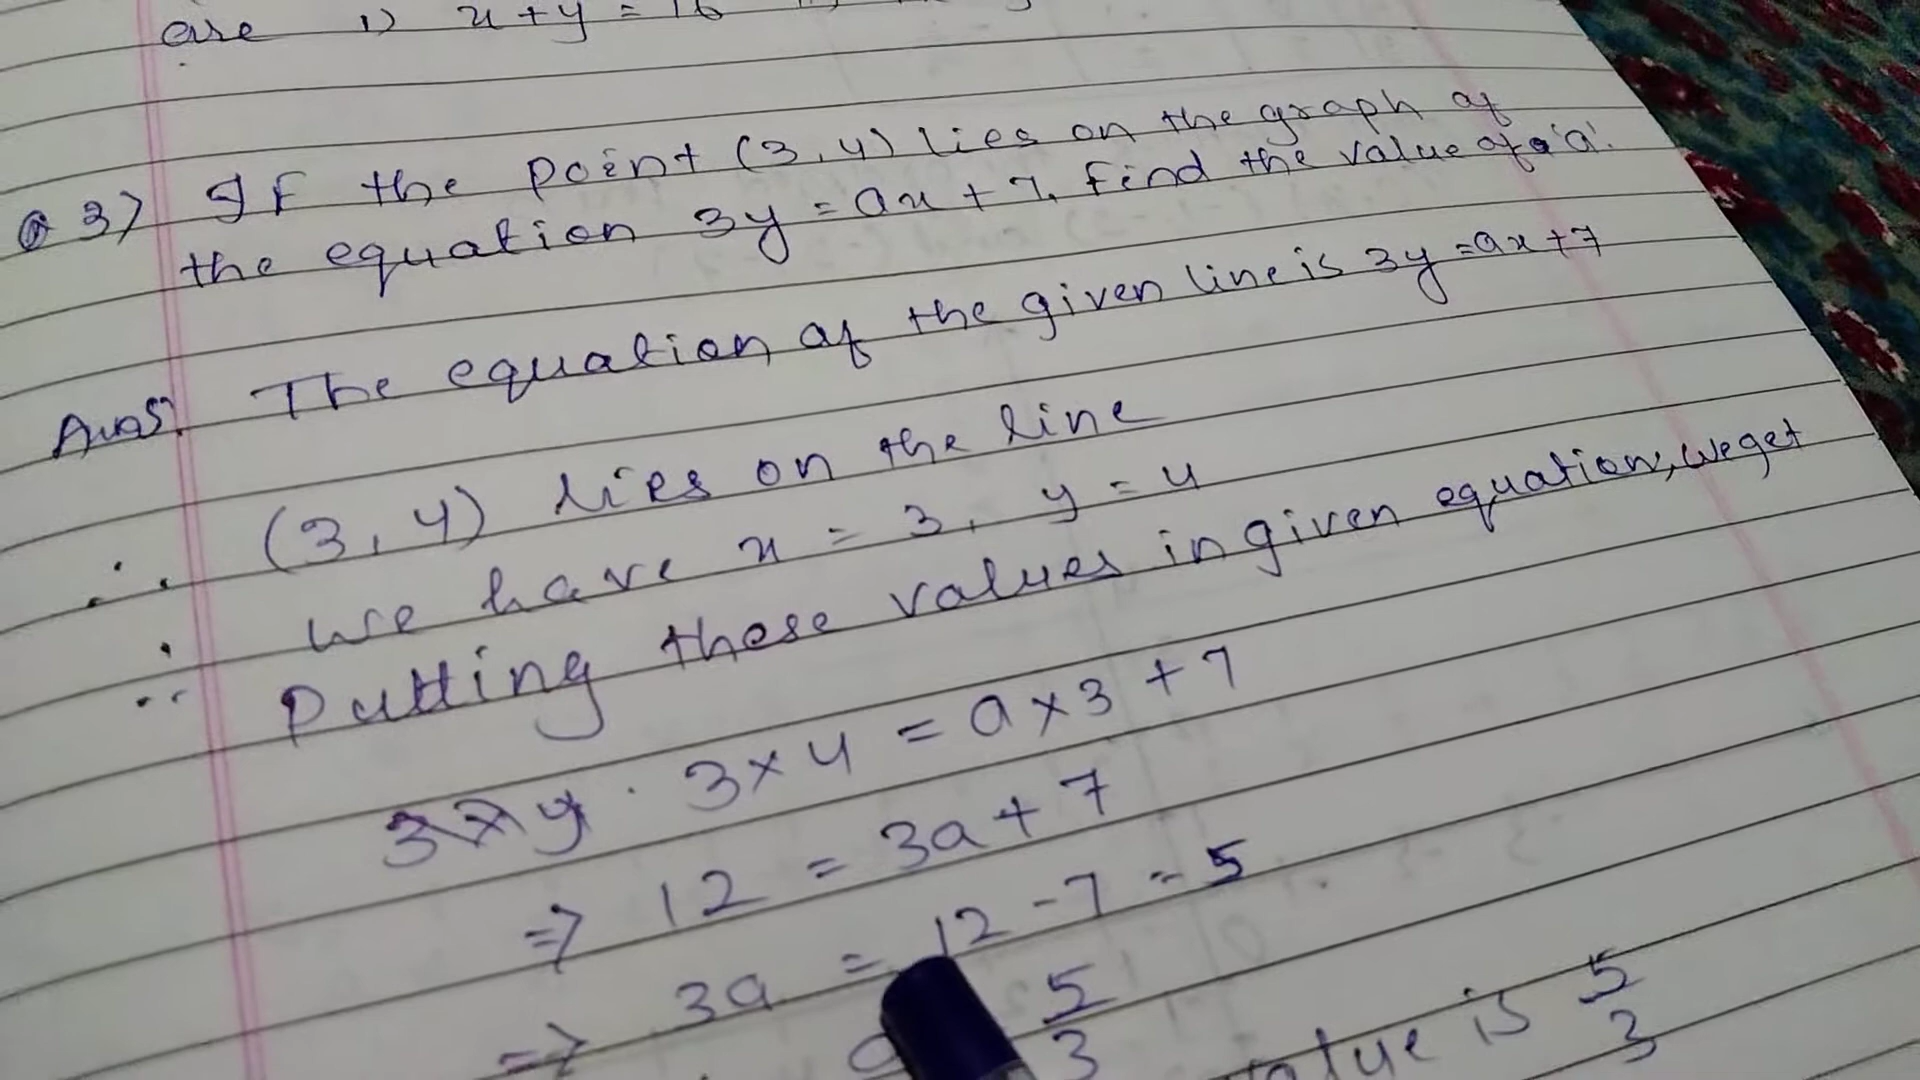 are 1) x+y = 16
Q 3) If the point (3, 4) lies on the graph of
the equation 3y = ax + 7, find the value of 'a'.
Ans. The equation of the given line is 3y = ax + 7
∴ (3, 4) lies on the line
∵ we have x = 3, y = 4
Putting these values in given equation, we get
3×y 3×4 = a×3 + 7
⇒ 12 = 3a + 7
⇒ 3a = 12 - 7 = 5
5/3
value is 5/3